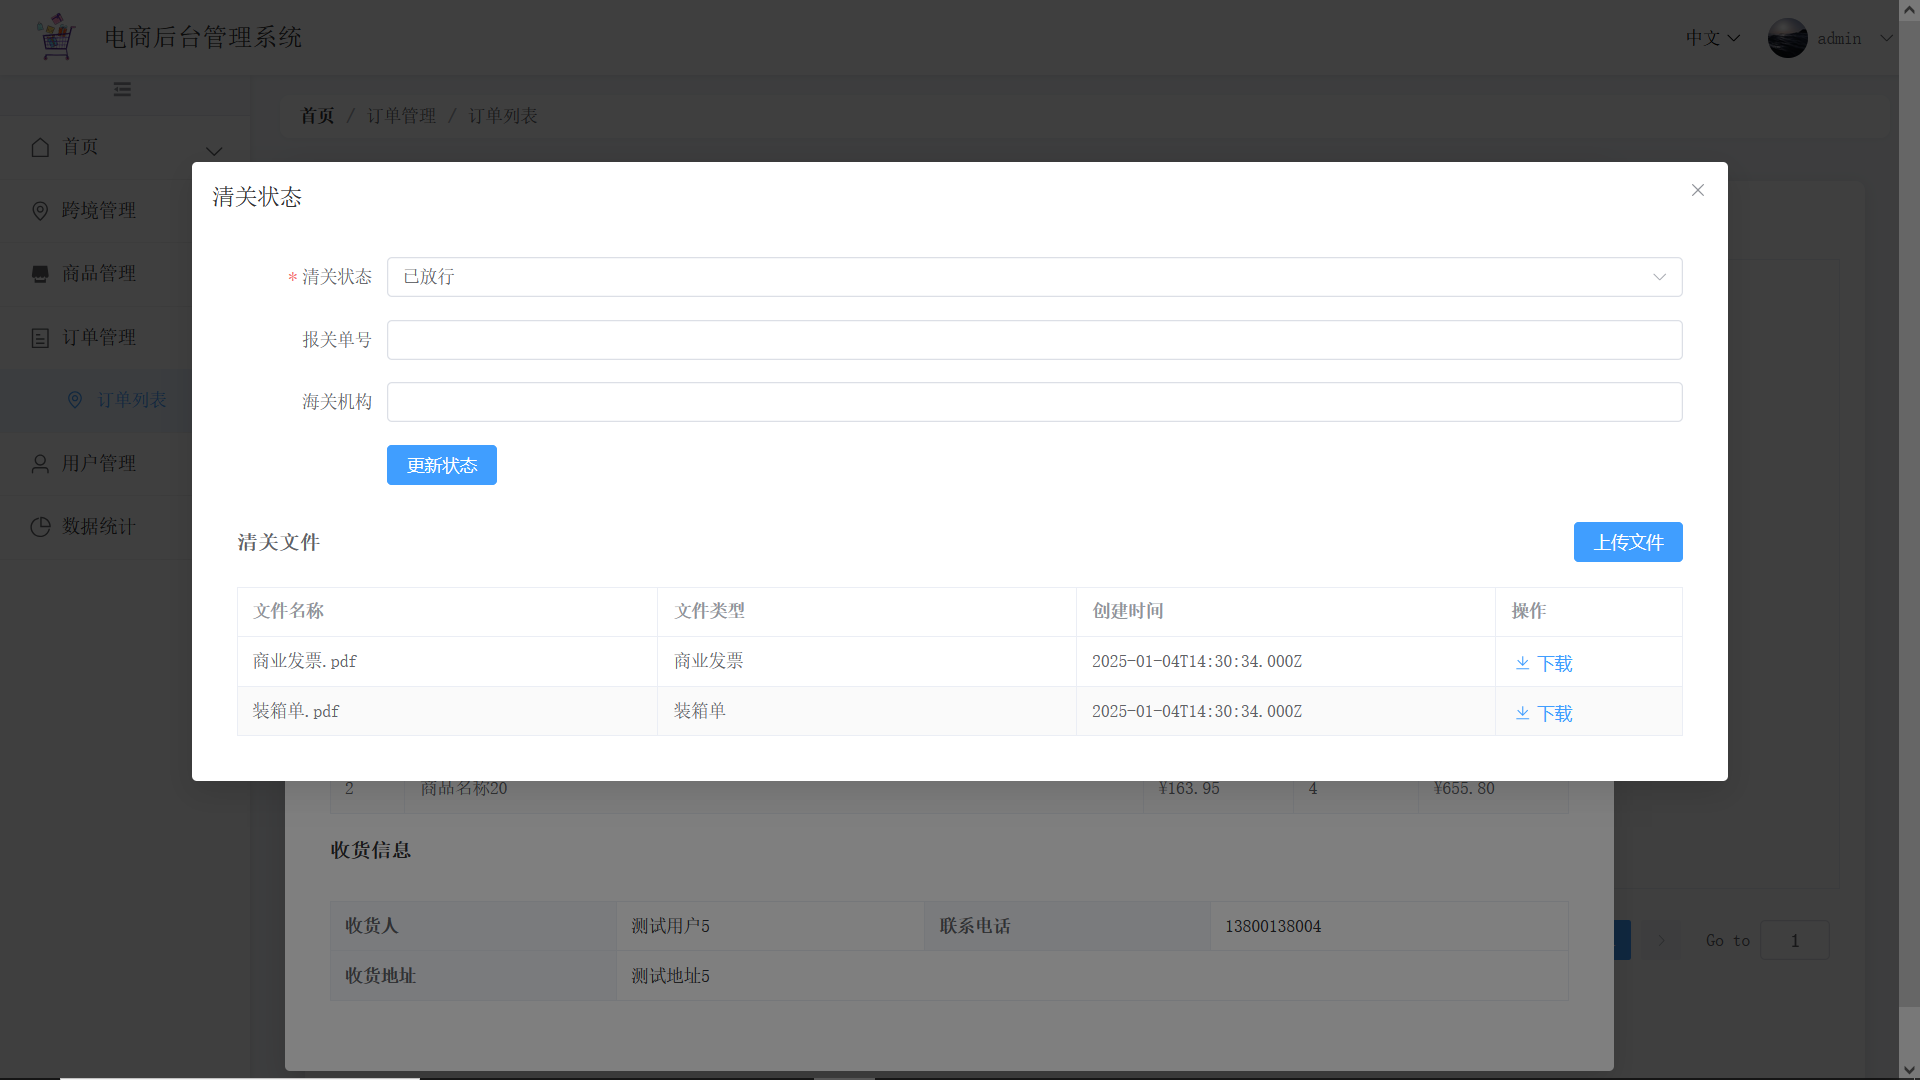 电商后台管理系统
中文
admin
首页 / 订单管理 / 订单列表
首页
跨境管理
商品管理
订单管理
订单列表
用户管理
数据统计
清关状态
* 清关状态 已放行
报关单号
海关机构
更新状态
清关文件
上传文件
文件名称 文件类型 创建时间 操作
商业发票.pdf 商业发票 2025-01-04T14:30:34.000Z 下载
装箱单.pdf 装箱单 2025-01-04T14:30:34.000Z 下载
2 商品名称20 ¥163.95 4 ¥655.80
收货信息
收货人 测试用户5 联系电话 13800138004
收货地址 测试地址5
Go to 1